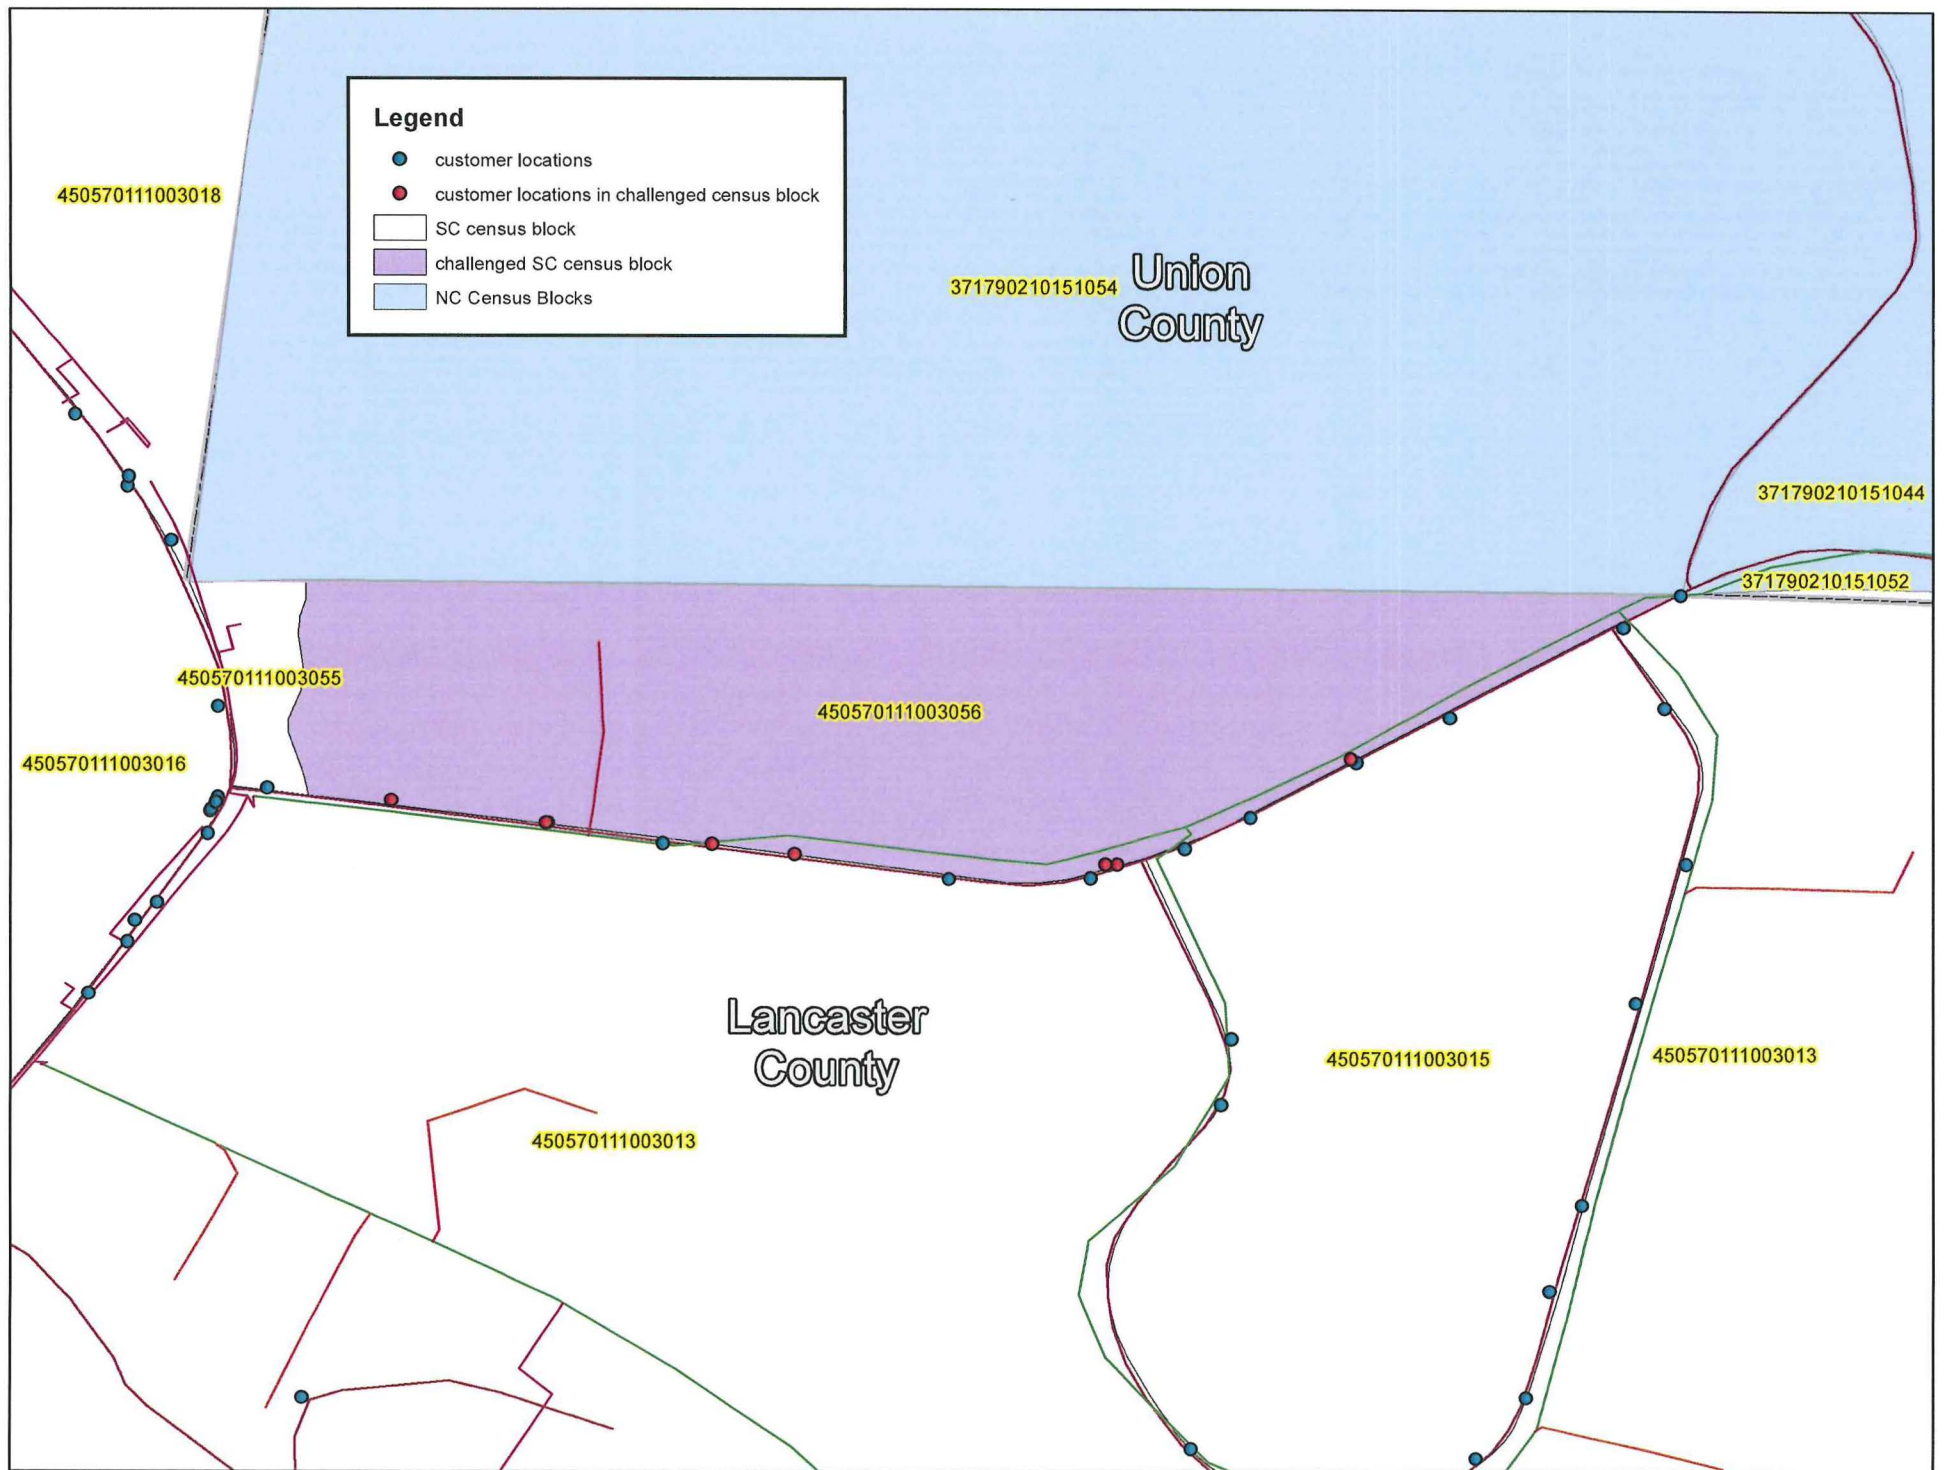 Legend
customer locations
customer locations in challenged census block
SC census block
challenged SC census block
NC Census Blocks
450570111003018
371790210151054
Union
County
371790210151044
371790210151052
450570111003055
450570111003056
450570111003016
Lancaster
County
450570111003015
450570111003013
450570111003013